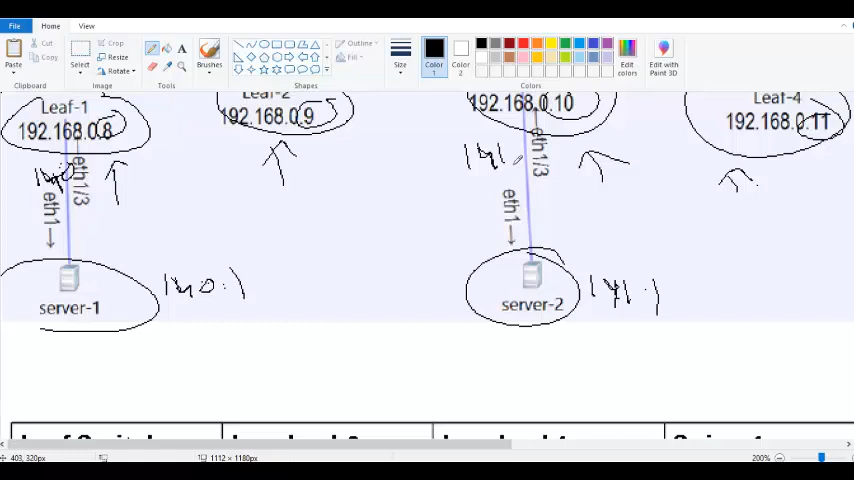 File Home View
Cut
Copy
Paste
Select
Crop
Resize
Rotate
A
Brushes
Outline
Fill
Size
Color
1
Color
2
Edit
colors
Edit with
Paint 3D
Clipboard Image Tools Shapes Colors
Leaf-1
192.168.0.8
Leaf-2
192.168.0.9
192.168.0.10
Leaf-4
192.168.0.11
eth1/3
eth1
eth1/3
eth1
server-1
server-2
403, 320px
1112 × 1180px
200%